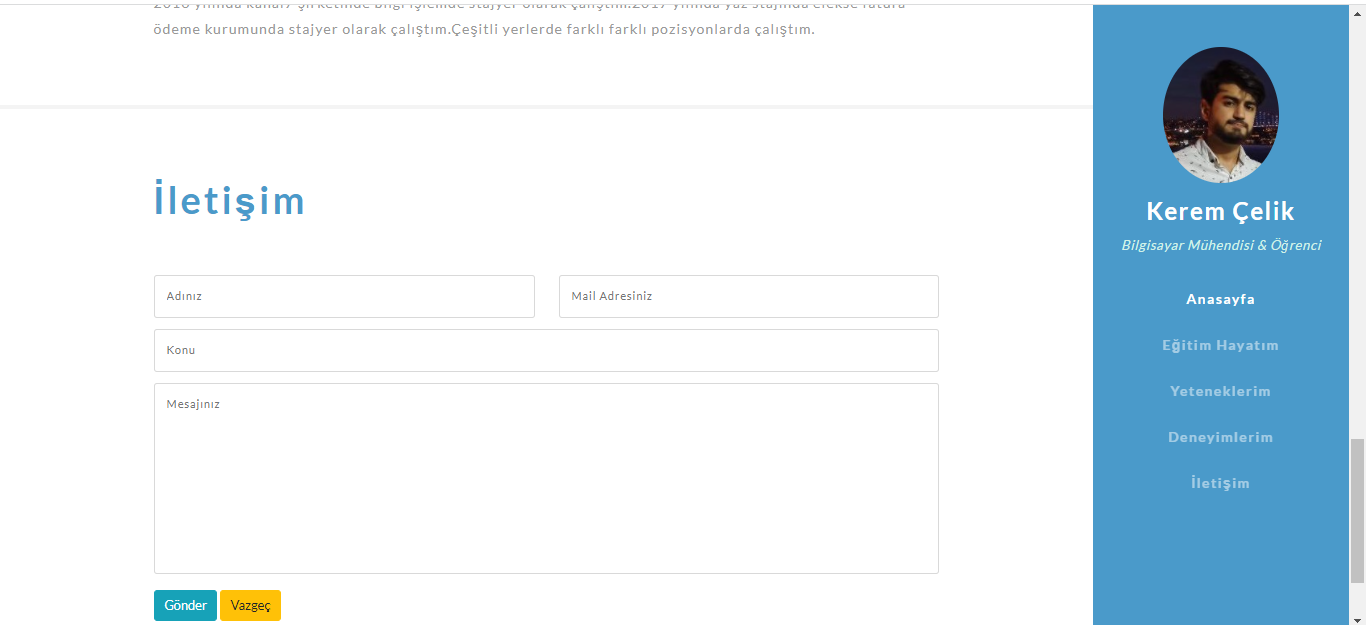 ödeme kurumunda stajyer olarak çalıştım.Çeşitli yerlerde farklı farklı pozisyonlarda çalıştım.
İletişim
Adınız
Mail Adresiniz
Konu
Mesajınız
Gönder
Vazgeç
Kerem Çelik
Bilgisayar Mühendisi & Öğrenci
Anasayfa
Eğitim Hayatım
Yeteneklerim
Deneyimlerim
İletişim